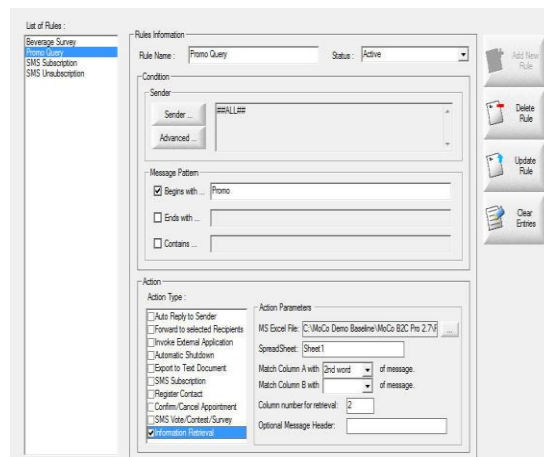 List of Rules :
Beverage Survey
Promo Query
SMS Subscription
SMS Unsubscription
Rules Information
Rule Name : Promo Query Status : Active
Condition
Sender
Sender ... ##ALL##
Advanced ...
Message Pattern
Begins with ... Promo
Ends with ...
Contains ...
Action
Action Type :
Auto Reply to Sender
Forward to selected Recipients
Invoke External Application
Automatic Shutdown
Export to Text Document
SMS Subscription
Register Contact
Confirm/Cancel Appointment
SMS Vote/Contest/Survey
Information Retrieval
Action Parameters
MS Excel File: C:\MoCo Demo Baseline\MoCo B2C Pro 2.7\F ...
SpreadSheet: Sheet1
Match Column A with 2nd word of message.
Match Column B with of message.
Column number for retrieval: 2
Optional Message Header:
Add New
Rule
Delete
Rule
Update
Rule
Clear
Entries